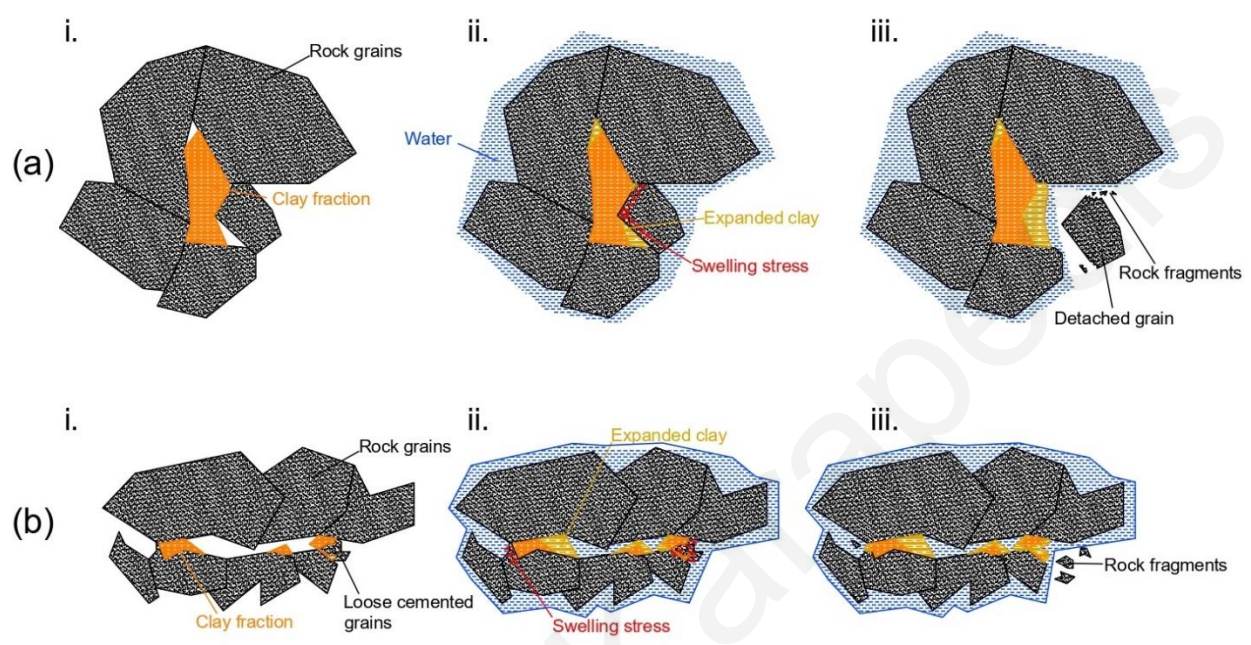 i.
ii.
iii.
(a)
Rock grains
Clay fraction
Water
Expanded clay
Swelling stress
Rock fragments
Detached grain
i.
ii.
iii.
(b)
Rock grains
Clay fraction
Loose cemented
grains
Expanded clay
Swelling stress
Rock fragments